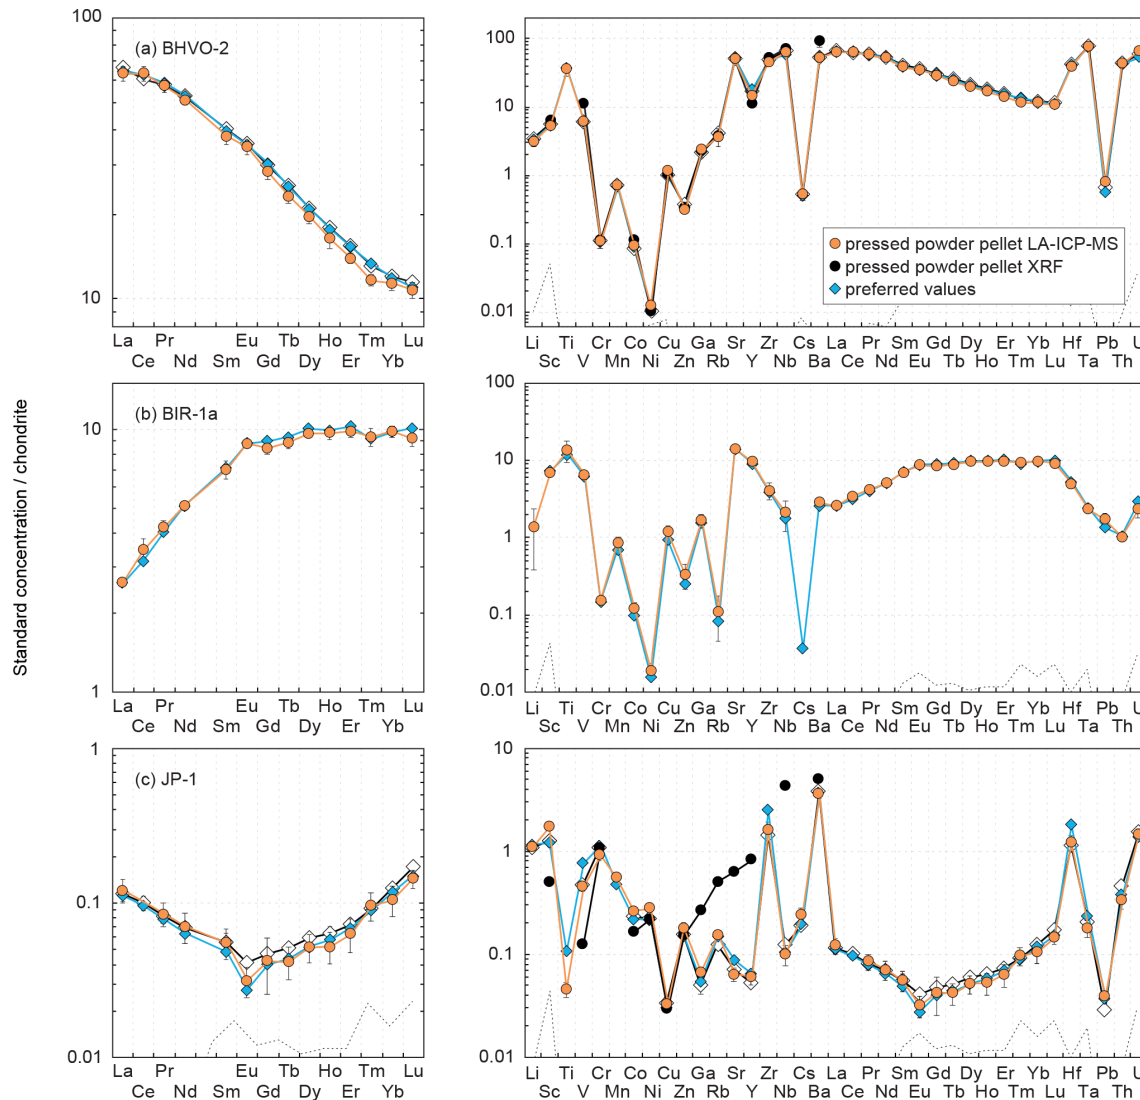 Standard concentration / chondrite
(a) BHVO-2
100
10
La Pr Eu Tb Ho Tm Lu
Ce Nd Sm Gd Dy Er Yb
100
10
1
0.1
0.01
pressed powder pellet LA-ICP-MS
pressed powder pellet XRF
preferred values
Li Ti Cr Co Cu Ga Sr Zr Cs La Pr Sm Gd Dy Er Yb Hf Pb U
Sc V Mn Ni Zn Rb Y Nb Ba Ce Nd Eu Tb Ho Tm Lu Ta Th
(b) BIR-1a
10
1
La Pr Eu Tb Ho Tm Lu
Ce Nd Sm Gd Dy Er Yb
100
10
1
0.1
0.01
Li Ti Cr Co Cu Ga Sr Zr Cs La Pr Sm Gd Dy Er Yb Hf Pb U
Sc V Mn Ni Zn Rb Y Nb Ba Ce Nd Eu Tb Ho Tm Lu Ta Th
(c) JP-1
1
0.1
0.01
La Pr Eu Tb Ho Tm Lu
Ce Nd Sm Gd Dy Er Yb
10
1
0.1
0.01
Li Ti Cr Co Cu Ga Sr Zr Cs La Pr Sm Gd Dy Er Yb Hf Pb U
Sc V Mn Ni Zn Rb Y Nb Ba Ce Nd Eu Tb Ho Tm Lu Ta Th